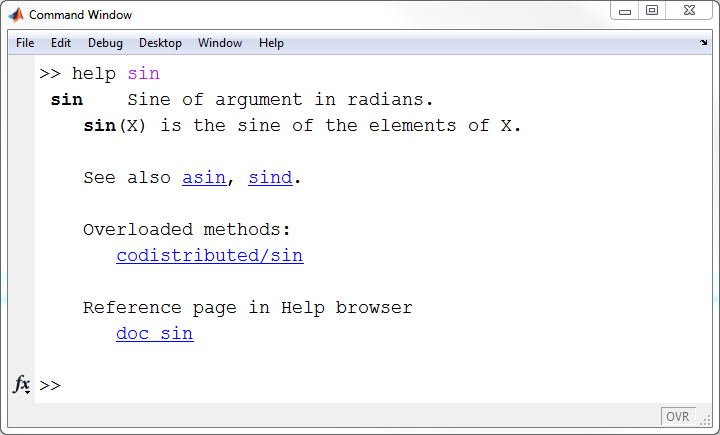 Command Window
File Edit Debug Desktop Window Help
>> help sin
sin Sine of argument in radians.
sin(X) is the sine of the elements of X.
See also asin, sind.
Overloaded methods:
codistributed/sin
Reference page in Help browser
doc sin
fx >>
OVR